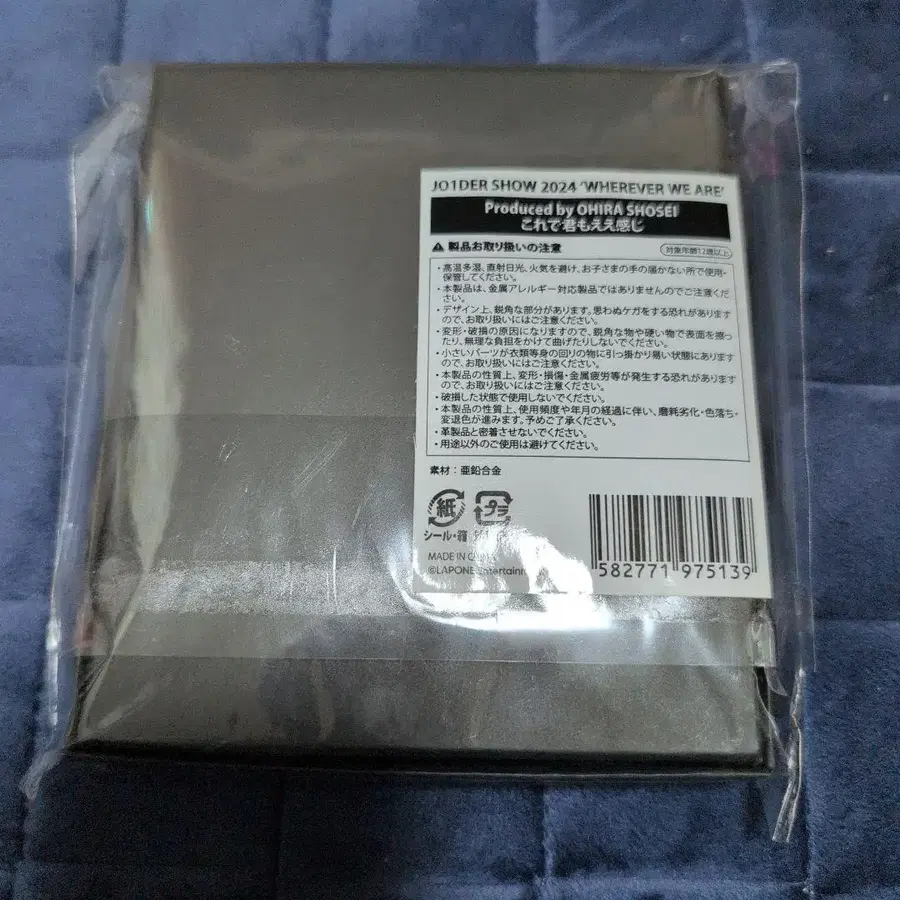 JO1DER SHOW 2024 'WHEREVER WE ARE'
Produced by OHIRA SHOSEI
これで君もええ感じ
製品お取り扱いの注意
対象年齢12歳以上
・高温多湿、直射日光、火気を避け、お子さまの手の届かない所で使用・
保管してください。
・本製品は、金属アレルギー対応製品ではありませんのでご注意くだ
さい。
・デザイン上、鋭角な部分があります。思わぬケガをする恐れがあります
ので、お取り扱いにはご注意ください。
・変形・破損の原因になりますので、鋭角な物や硬い物で表面を擦っ
たり、無理な負担をかけて曲げたりしないでください。
・小さいパーツが衣類等身の回りの物に引っ掛かり易い状態にあります
ので、お取り扱いにはご注意ください。
・本製品の性質上、変形・損傷・金属疲労等が発生する恐れがあります
ので、お取り扱いにはご注意ください。
・破損した状態で使用しないでください。
・本製品の性質上、使用頻度や年月の経過に伴い、磨耗劣化・色落ち・
変退色が進みます。予めご了承ください。
・革製品と密着させないでください。
・用途以外のご使用は避けてください。
素材：亜鉛合金
紙 プラ
シール・箱
MADE IN
©LAPONE
582771 975139